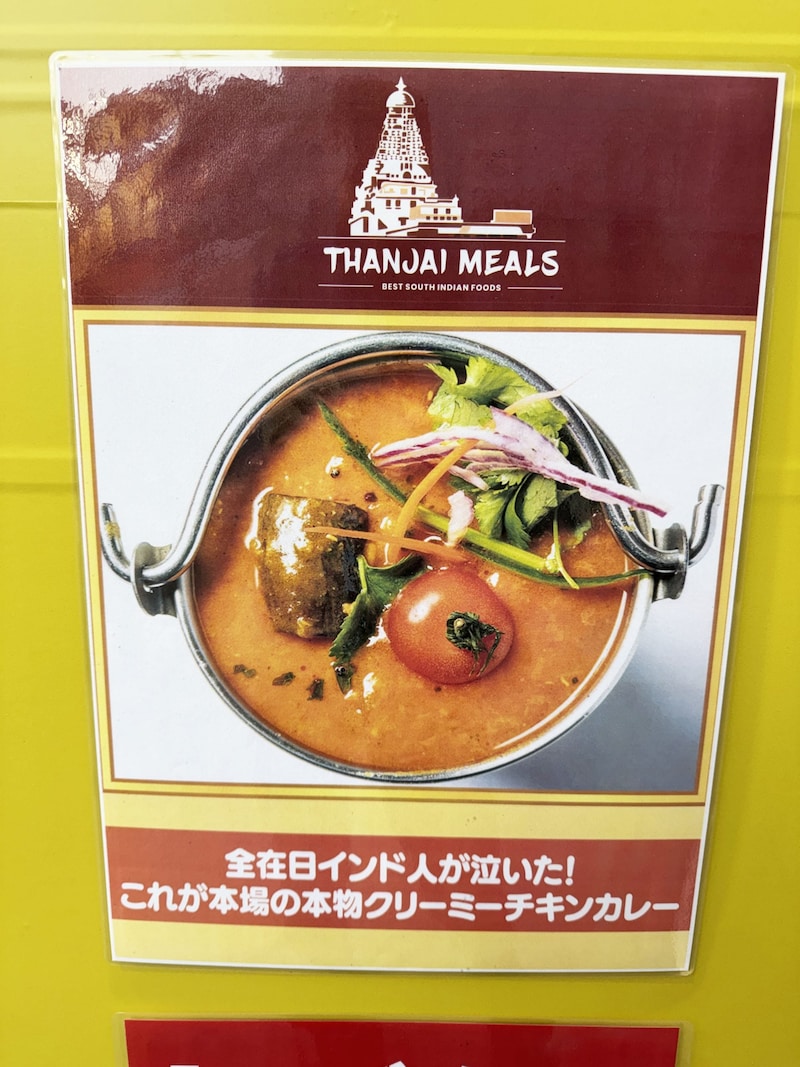 THANJAI MEALS
BEST SOUTH INDIAN FOODS
全在日インド人が泣いた!
これが本場の本物クリーミーチキンカレー